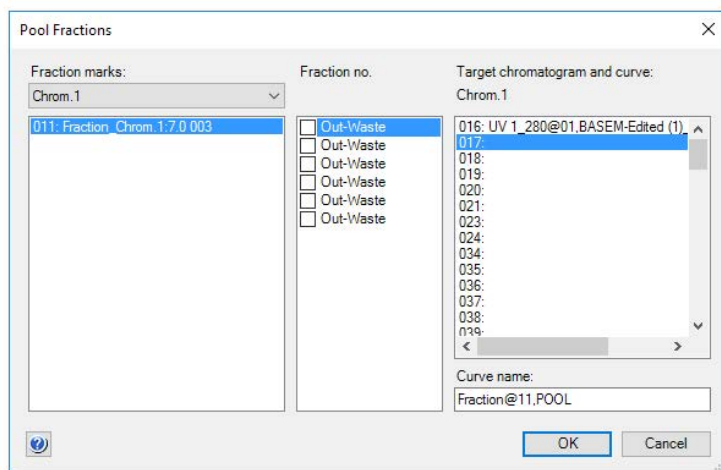 Pool Fractions
Fraction marks:
Chrom.1
011: Fraction_Chrom.1:7.0 003
Fraction no.
Out-Waste
Out-Waste
Out-Waste
Out-Waste
Out-Waste
Out-Waste
Target chromatogram and curve:
Chrom.1
016: UV 1_280@01,BASEM-Edited (1)_
017:
018:
019:
020:
021:
023:
024:
034:
035:
036:
037:
038:
039:
Curve name:
Fraction@11,POOL
OK
Cancel